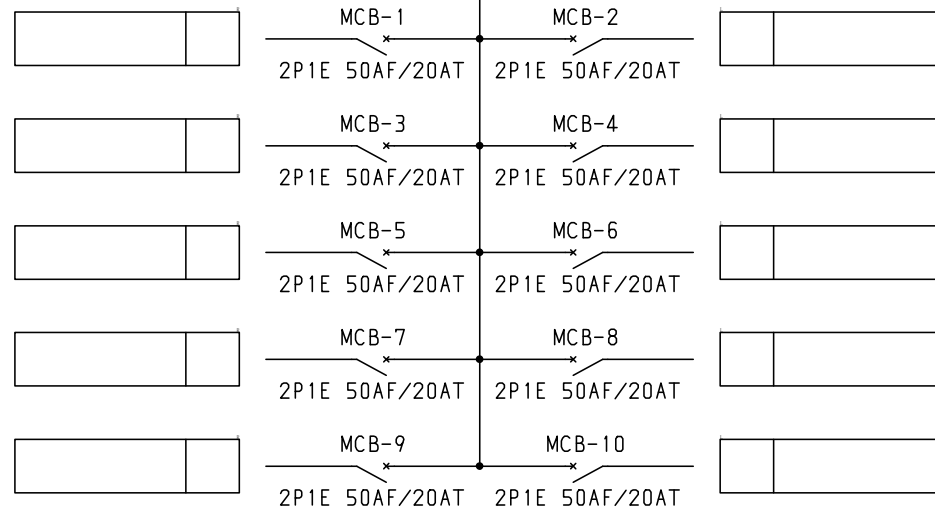 MCB-1 MCB-2
2P1E 50AF/20AT 2P1E 50AF/20AT
MCB-3 MCB-4
2P1E 50AF/20AT 2P1E 50AF/20AT
MCB-5 MCB-6
2P1E 50AF/20AT 2P1E 50AF/20AT
MCB-7 MCB-8
2P1E 50AF/20AT 2P1E 50AF/20AT
MCB-9 MCB-10
2P1E 50AF/20AT 2P1E 50AF/20AT